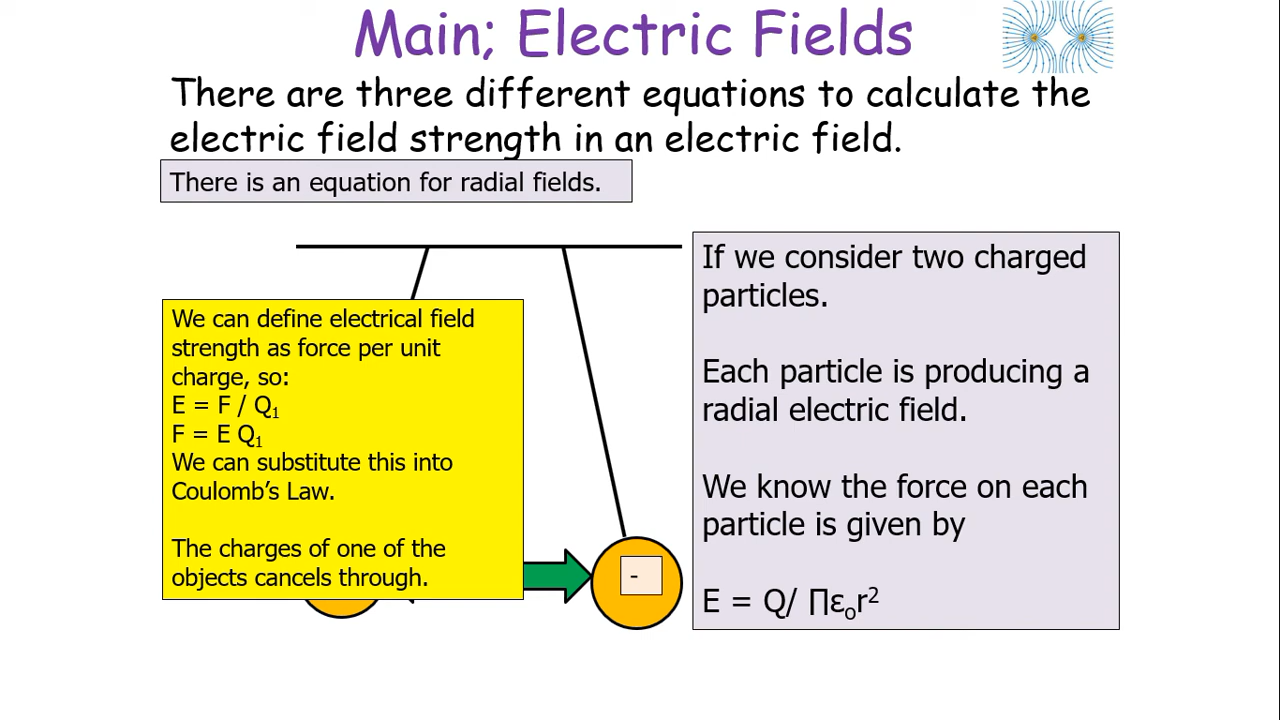 Main; Electric Fields
There are three different equations to calculate the
electric field strength in an electric field.
There is an equation for radial fields.
We can define electrical field
strength as force per unit
charge, so:
E = F / Q₁
F = E Q₁
We can substitute this into
Coulomb’s Law.
The charges of one of the
objects cancels through.
-
If we consider two charged
particles.
Each particle is producing a
radial electric field.
We know the force on each
particle is given by
E = Q/ ∏εₒr²